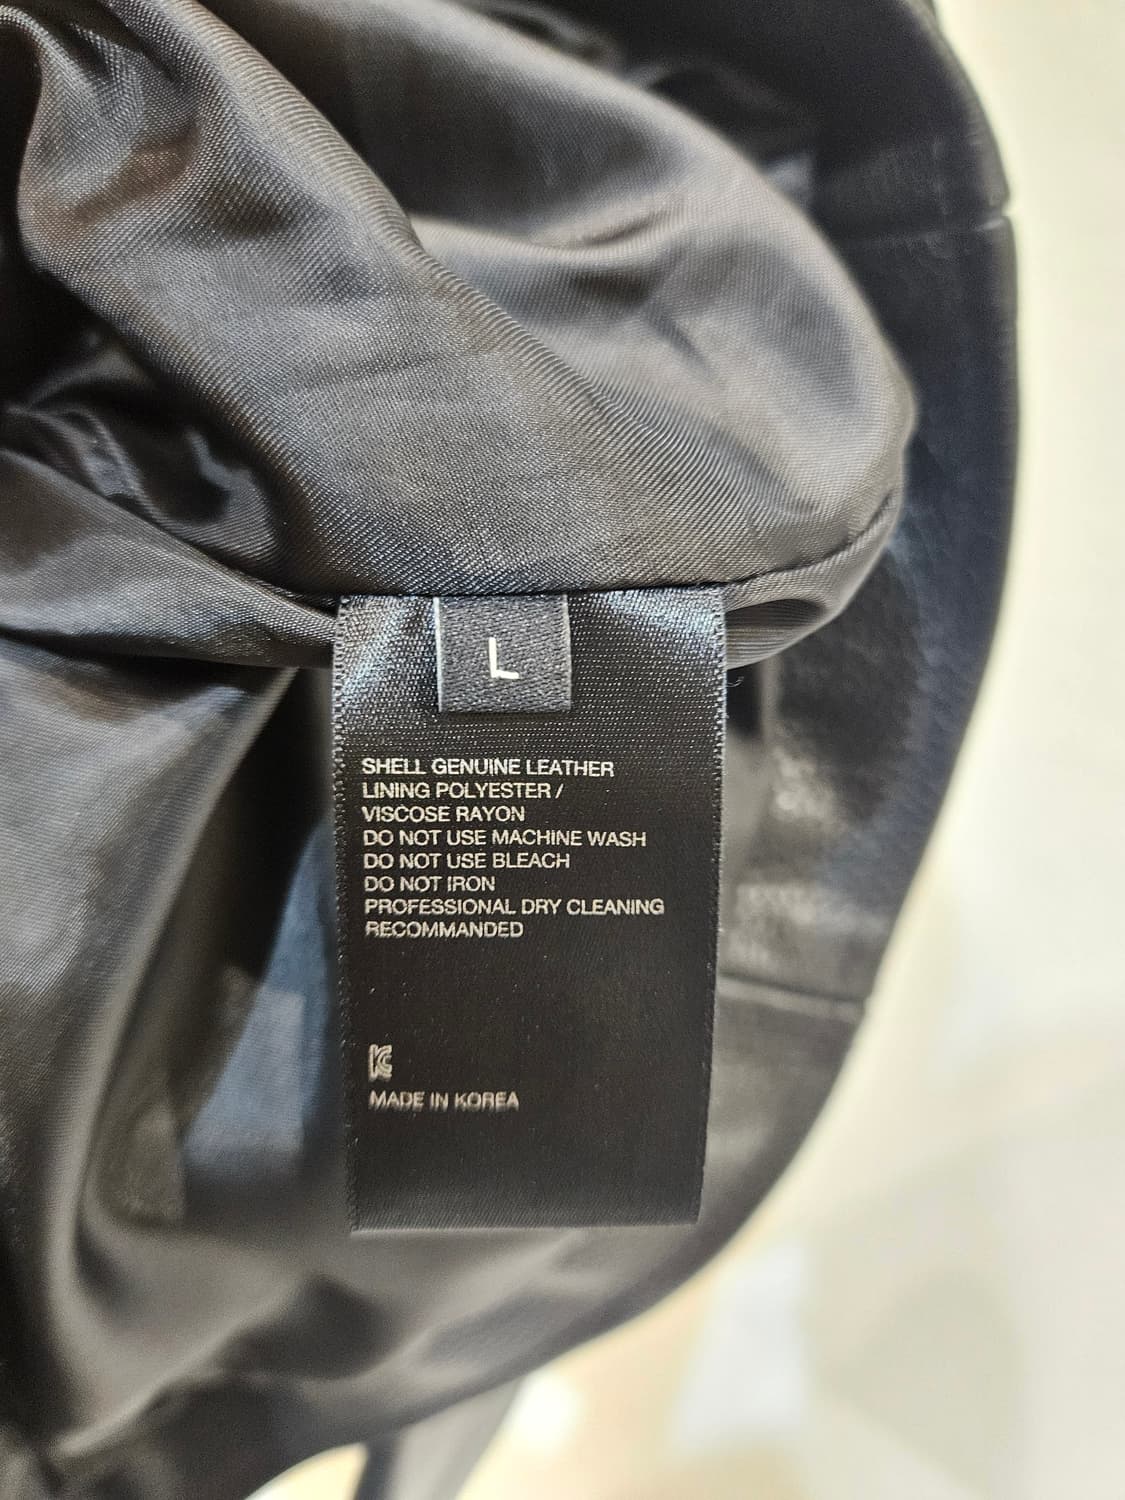 L
SHELL GENUINE LEATHER
LINING POLYESTER /
VISCOSE RAYON
DO NOT USE MACHINE WASH
DO NOT USE BLEACH
DO NOT IRON
PROFESSIONAL DRY CLEANING
RECOMMANDED
KC
MADE IN KOREA